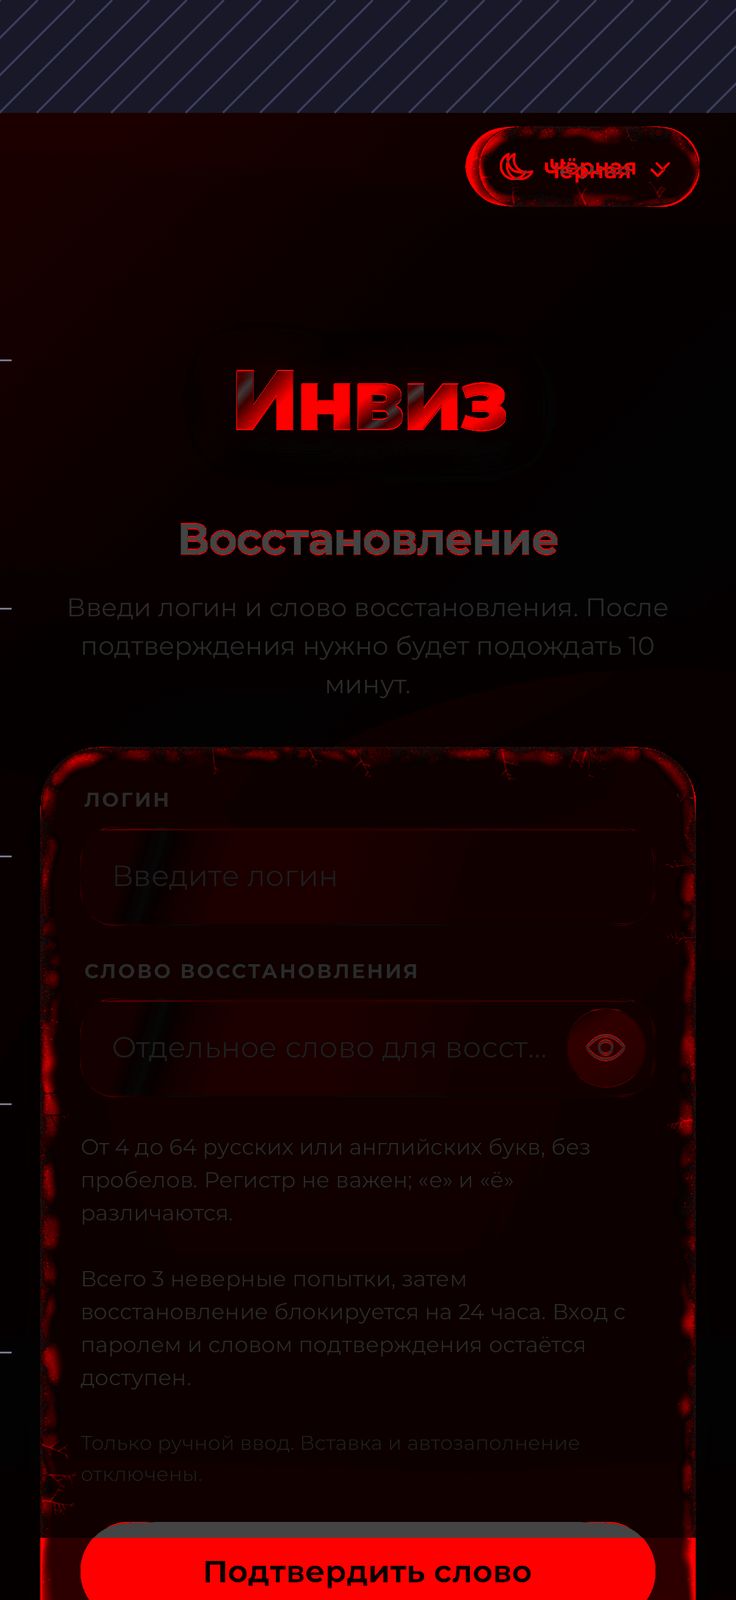 Чёрная
Инвиз
Восстановление
Введи логин и слово восстановления. После
подтверждения нужно будет подождать 10
минут.
ЛОГИН
Введите логин
СЛОВО ВОССТАНОВЛЕНИЯ
Отдельное слово для восст...
От 4 до 64 русских или английских букв, без
пробелов. Регистр не важен; «е» и «ё»
различаются.
Всего 3 неверные попытки, затем
восстановление блокируется на 24 часа. Вход с
паролем и словом подтверждения остаётся
доступен.
Только ручной ввод. Вставка и автозаполнение
отключены.
Подтвердить слово